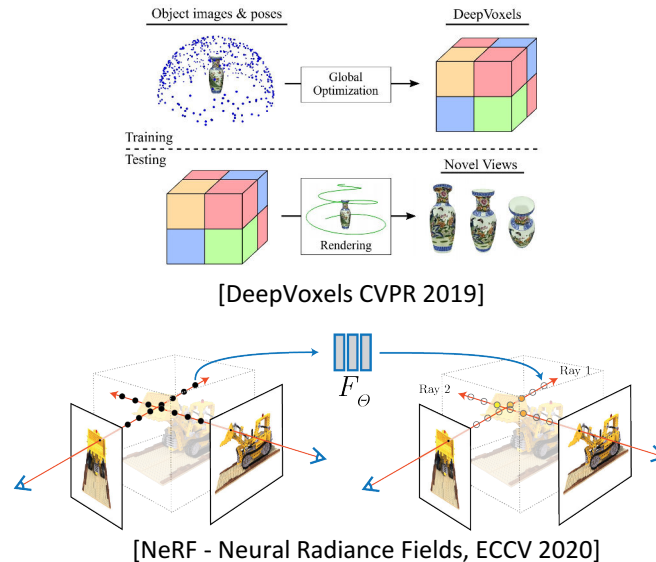 Object images & poses
DeepVoxels
Global
Optimization
Training
Testing
Novel Views
Rendering
[DeepVoxels CVPR 2019]
F_Θ
Ray 1
Ray 2
[NeRF - Neural Radiance Fields, ECCV 2020]